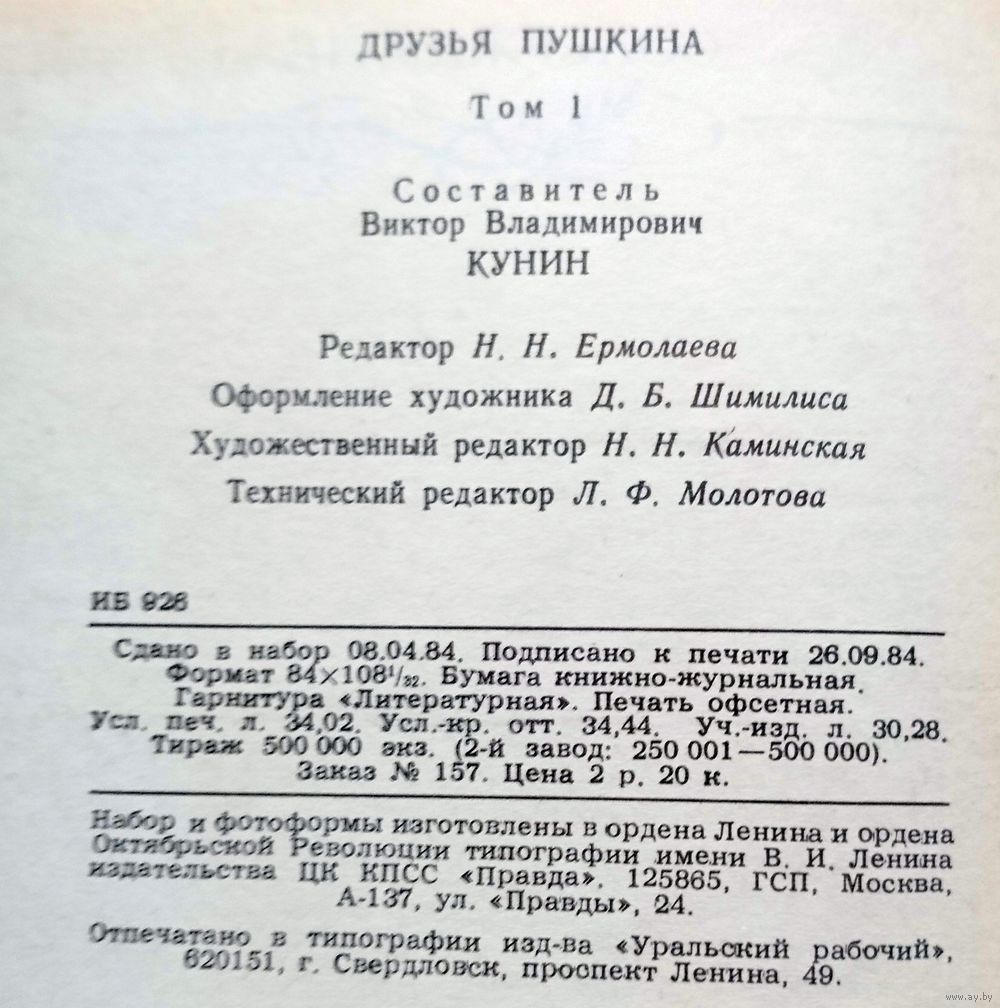 ДРУЗЬЯ ПУШКИНА
Том 1
Составитель
Виктор Владимирович
КУНИН
Редактор Н. Н. Ермолаева
Оформление художника Д. Б. Шимилиса
Художественный редактор Н. Н. Каминская
Технический редактор Л. Ф. Молотова
ИБ 926
Сдано в набор 08.04.84. Подписано к печати 26.09.84.
Формат 84×108¹/₃₂. Бумага книжно-журнальная.
Гарнитура «Литературная». Печать офсетная.
Усл. печ. л. 34,02. Усл.-кр. отт. 34,44. Уч.-изд. л. 30,28.
Тираж 500 000 экз. (2-й завод: 250 001—500 000).
Заказ № 157. Цена 2 р. 20 к.
Набор и фотоформы изготовлены в ордена Ленина и ордена
Октябрьской Революции типографии имени В. И. Ленина
издательства ЦК КПСС «Правда». 125865, ГСП, Москва,
А-137, ул. «Правды», 24.
Отпечатано в типографии изд-ва «Уральский рабочий»,
620151, г. Свердловск, проспект Ленина, 49.
www.ay.by